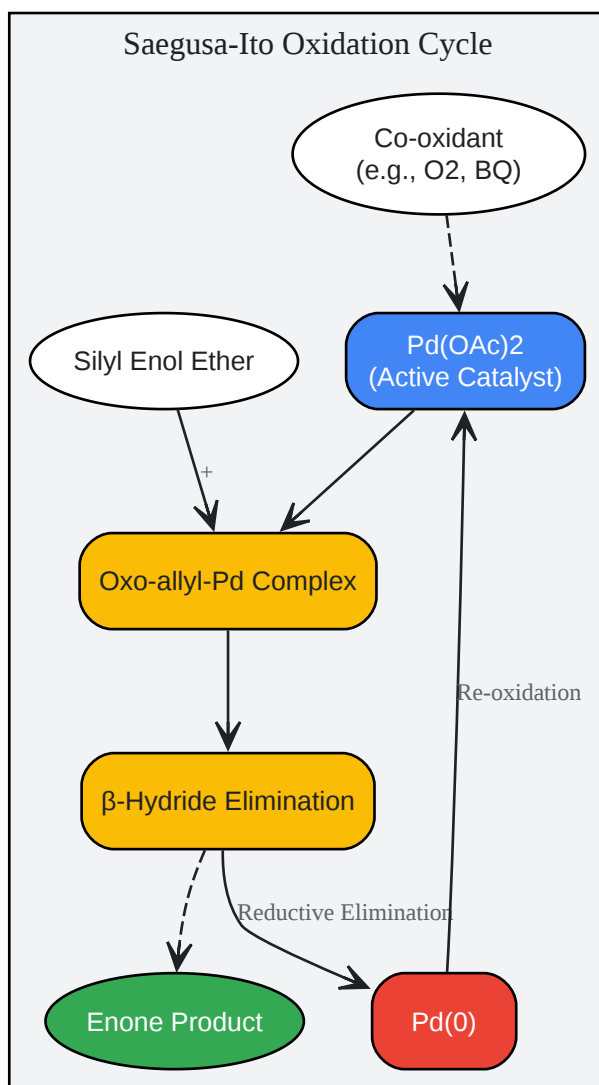 Saegusa-Ito Oxidation Cycle
Co-oxidant
(e.g., O2, BQ)
Silyl Enol Ether
Pd(OAc)2
(Active Catalyst)
+
Oxo-allyl-Pd Complex
Re-oxidation
β-Hydride Elimination
Reductive Elimination
Enone Product
Pd(0)